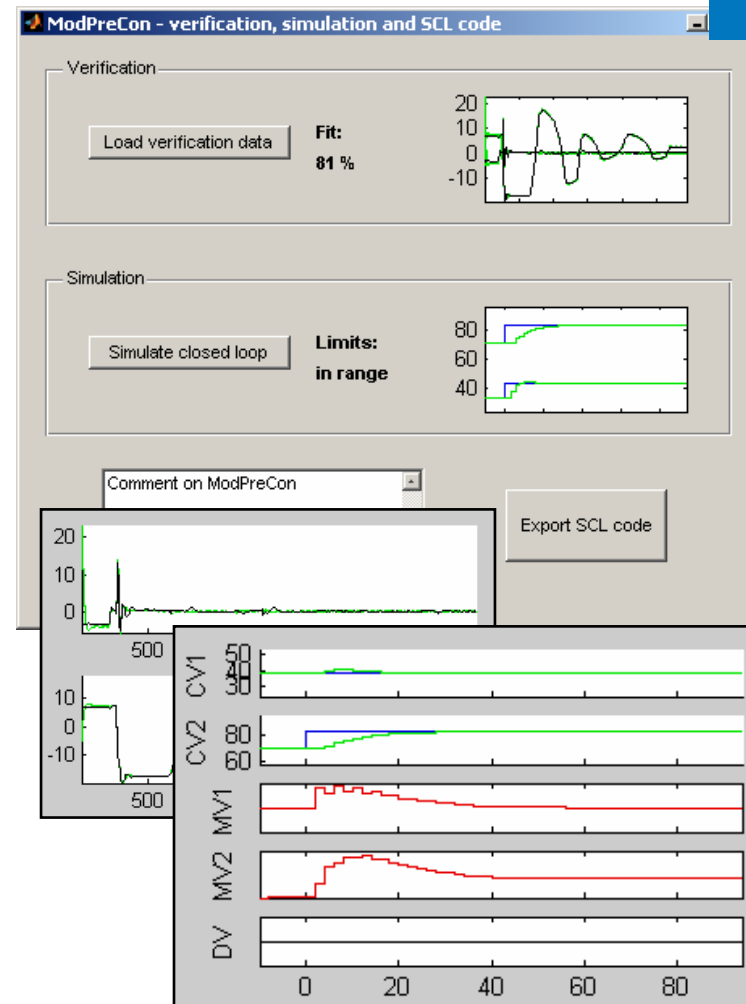 ModPreCon - verification, simulation and SCL code
Verification
Load verification data
Fit:
81 %
20
10
0
-10
Simulation
Simulate closed loop
Limits:
in range
80
60
40
Comment on ModPreCon
Export SCL code
20
10
0
500
10
0
-10
500
CV1
50
40
30
CV2
80
60
MV1
MV2
DV
0
20
40
60
80